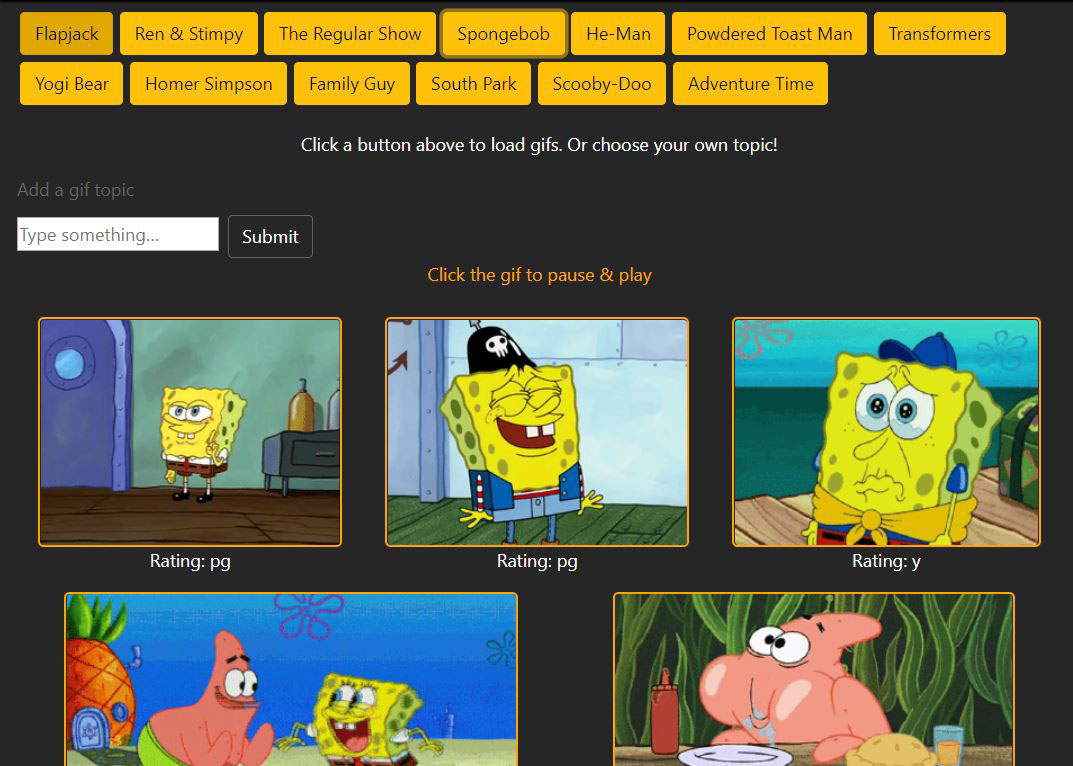 Flapjack Ren & Stimpy The Regular Show Spongebob He-Man Powdered Toast Man Transformers
Yogi Bear Homer Simpson Family Guy South Park Scooby-Doo Adventure Time
Click a button above to load gifs. Or choose your own topic!
Add a gif topic
Type something... Submit
Click the gif to pause & play
Rating: pg Rating: pg Rating: y